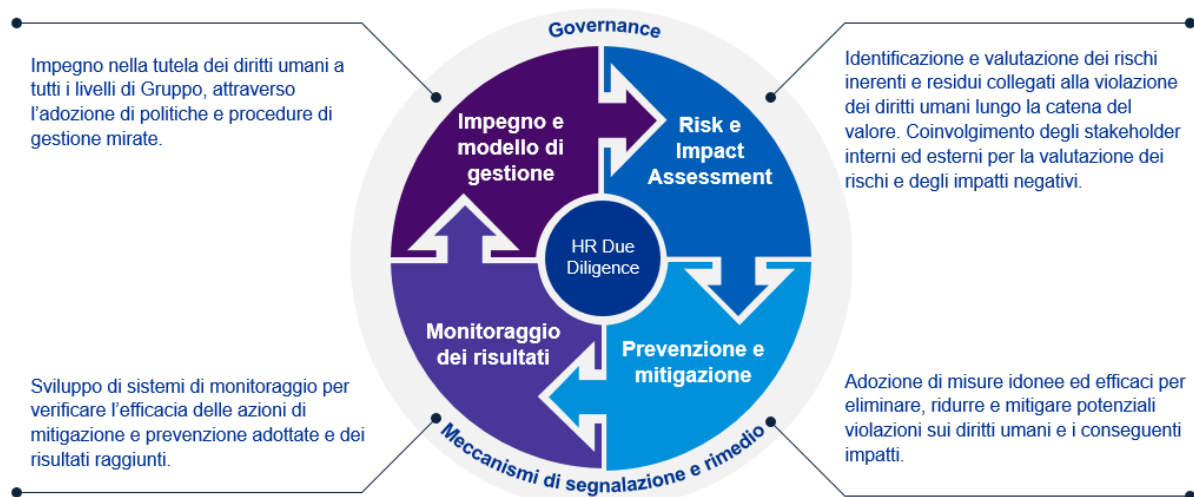 Governance
Impegno nella tutela dei diritti umani a
tutti i livelli di Gruppo, attraverso
l’adozione di politiche e procedure di
gestione mirate.
Impegno e
modello di
gestione
Risk e
Impact
Assessment
Identificazione e valutazione dei rischi
inerenti e residui collegati alla violazione
dei diritti umani lungo la catena del
valore. Coinvolgimento degli stakeholder
interni ed esterni per la valutazione dei
rischi e degli impatti negativi.
HR Due
Diligence
Monitoraggio
dei risultati
Prevenzione e
mitigazione
Sviluppo di sistemi di monitoraggio per
verificare l’efficacia delle azioni di
mitigazione e prevenzione adottate e dei
risultati raggiunti.
Adozione di misure idonee ed efficaci per
eliminare, ridurre e mitigare potenziali
violazioni sui diritti umani e i conseguenti
impatti.
Meccanismi di segnalazione e rimedio